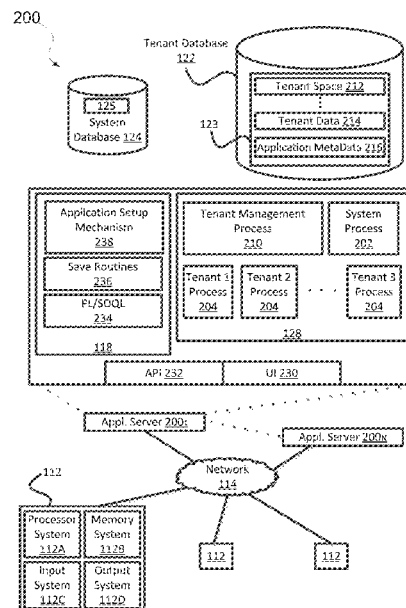 200
Tenant Database
122
Tenant Space 212
123
Tenant Data 214
Application MetaData 216
125
System
Database 124
Application Setup
Mechanism
238
Save Routines
236
PL/SOQL
234
118
Tenant Management
Process
210
System
Process
202
Tenant 1
Process
204
Tenant 2
Process
204
Tenant 3
Process
204
128
API 232
UI 230
Appl. Server 200₁
Appl. Server 200N
Network
114
112
Processor
System
112A
Memory
System
112B
Input
System
112C
Output
System
112D
112
112